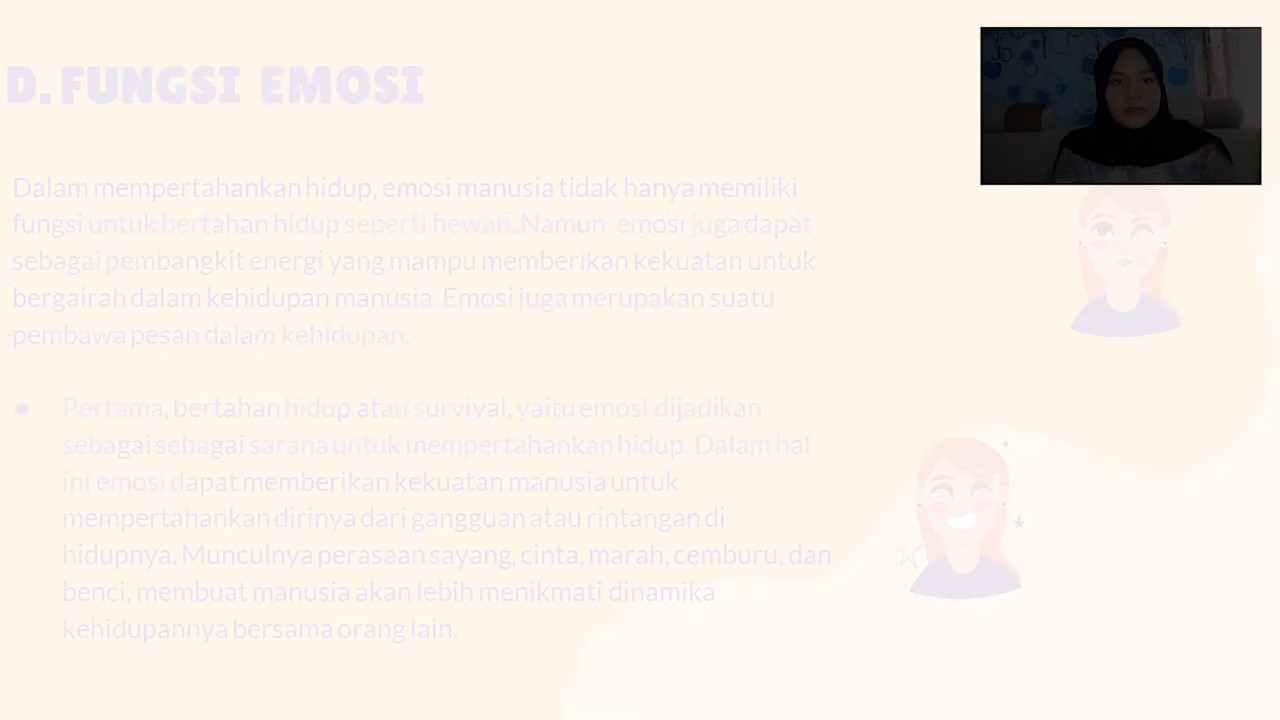 D. FUNGSI EMOSI
Dalam mempertahankan hidup, emosi manusia tidak hanya memiliki
fungsi untuk bertahan hidup seperti hewan. Namun, emosi juga dapat
sebagai pembangkit energi yang mampu memberikan kekuatan untuk
bergairah dalam kehidupan manusia. Emosi juga merupakan suatu
pembawa pesan dalam kehidupan.
● Pertama, bertahan hidup atau survival, yaitu emosi dijadikan
sebagai sebagai sarana untuk mempertahankan hidup. Dalam hal
ini emosi dapat memberikan kekuatan manusia untuk
mempertahankan dirinya dari gangguan atau rintangan di
hidupnya. Munculnya perasaan sayang, cinta, marah, cemburu, dan
benci, membuat manusia akan lebih menikmati dinamika
kehidupannya bersama orang lain.